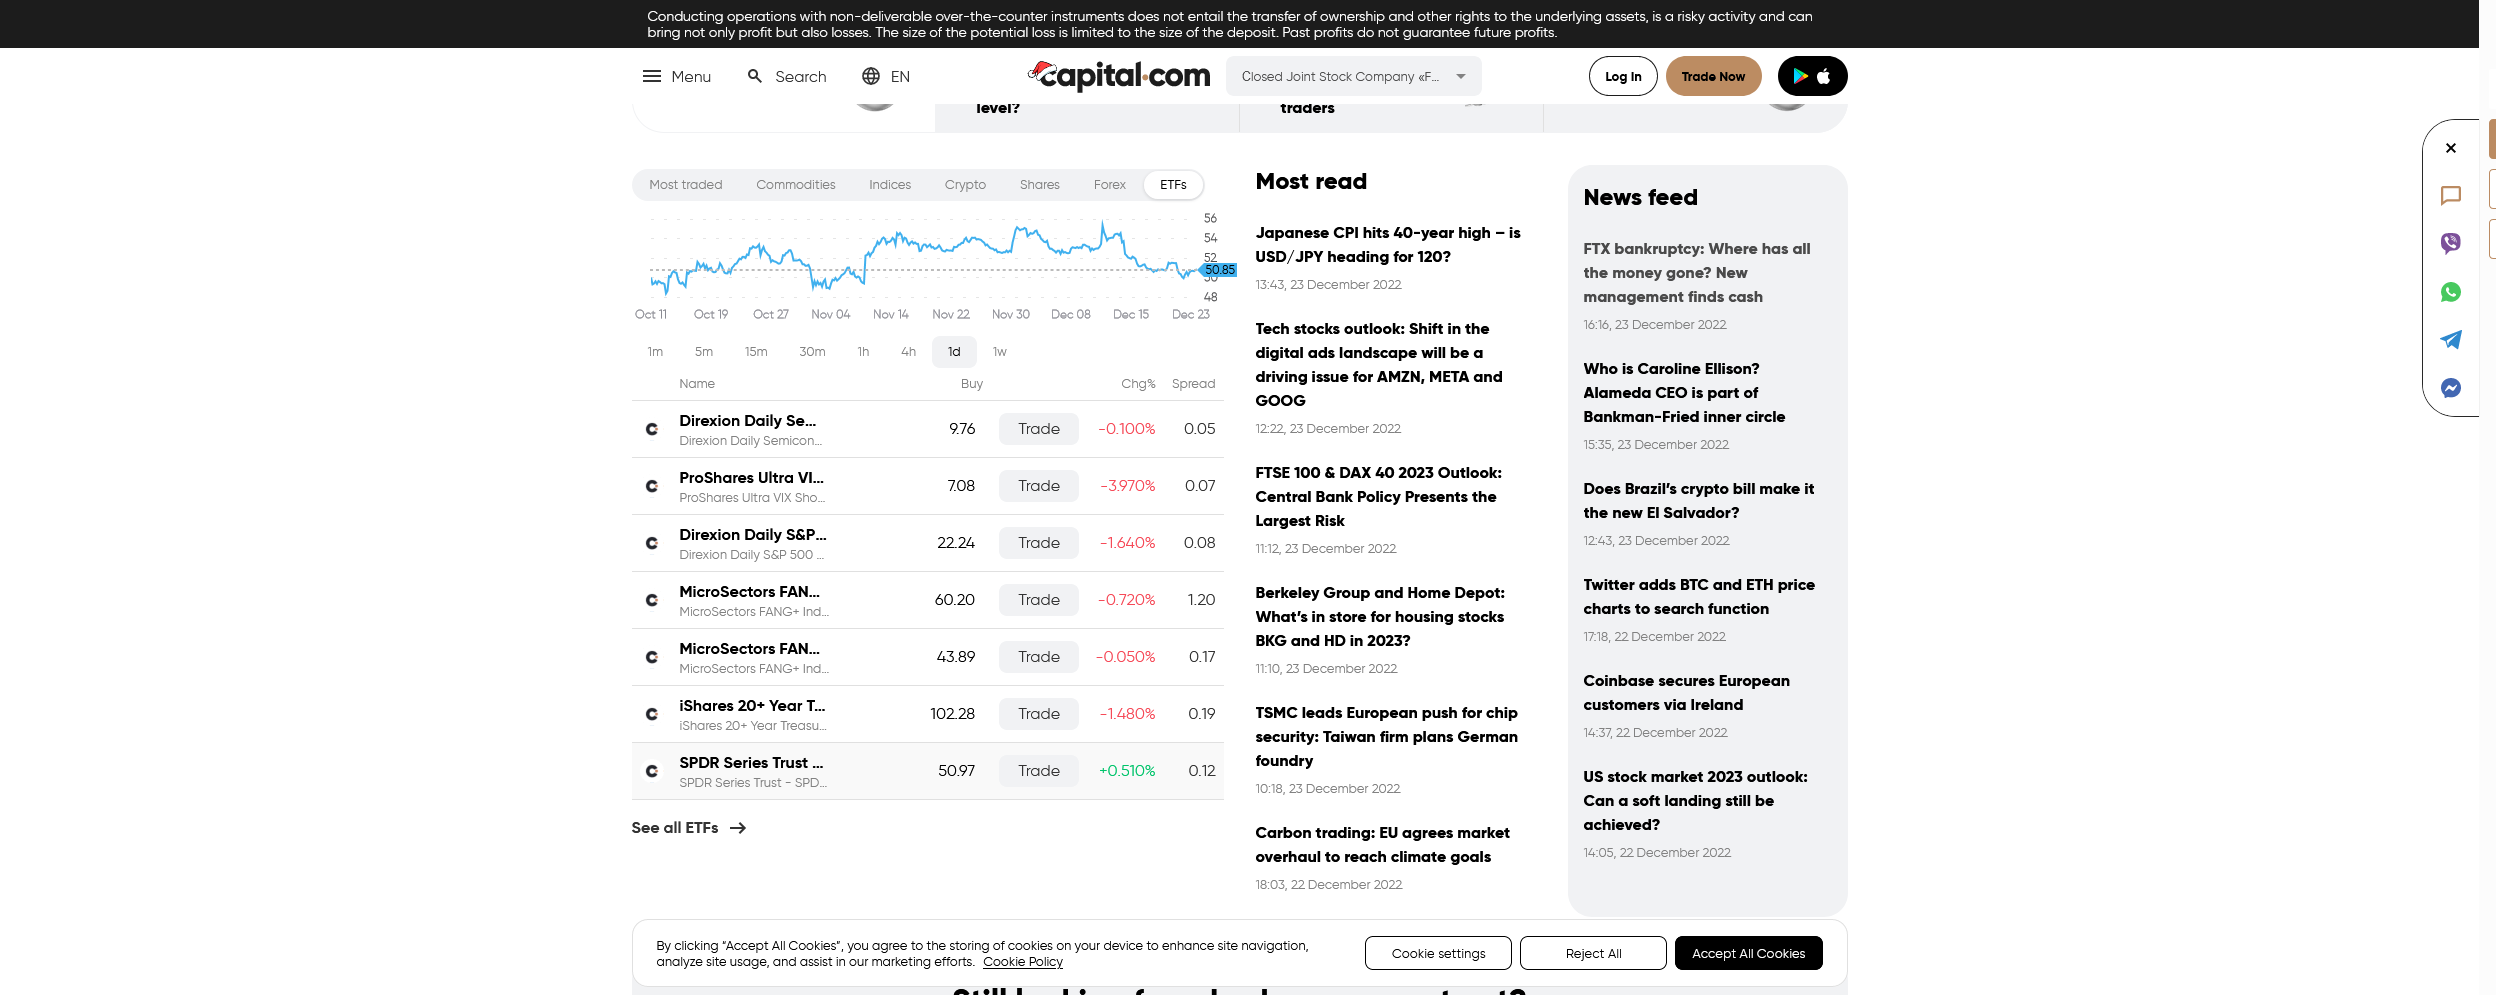 Conducting operations with non-deliverable over-the-counter instruments does not entail the transfer of ownership and other rights to the underlying assets, is a risky activity and can
bring not only profit but also losses. The size of the potential loss is limited to the size of the deposit. Past profits do not guarantee future profits.
Menu
Search
EN
capital.com
Closed Joint Stock Company «F...
Log In
Trade Now
level?
traders
Most traded
Commodities
Indices
Crypto
Shares
Forex
ETFs
56
54
52
50.85
50
48
Oct 11
Oct 19
Oct 27
Nov 04
Nov 14
Nov 22
Nov 30
Dec 08
Dec 15
Dec 23
1m
5m
15m
30m
1h
4h
1d
1w
Name Buy Chg% Spread
Direxion Daily Se...
Direxion Daily Semicon...
9.76 Trade -0.100% 0.05
ProShares Ultra VI...
ProShares Ultra VIX Sho...
7.08 Trade -3.970% 0.07
Direxion Daily S&P...
Direxion Daily S&P 500 ...
22.24 Trade -1.640% 0.08
MicroSectors FAN...
MicroSectors FANG+ Ind...
60.20 Trade -0.720% 1.20
MicroSectors FAN...
MicroSectors FANG+ Ind...
43.89 Trade -0.050% 0.17
iShares 20+ Year T...
iShares 20+ Year Treasu...
102.28 Trade -1.480% 0.19
SPDR Series Trust ...
SPDR Series Trust - SPD...
50.97 Trade +0.510% 0.12
See all ETFs
Most read
Japanese CPI hits 40-year high – is
USD/JPY heading for 120?
13:43, 23 December 2022
Tech stocks outlook: Shift in the
digital ads landscape will be a
driving issue for AMZN, META and
GOOG
12:22, 23 December 2022
FTSE 100 & DAX 40 2023 Outlook:
Central Bank Policy Presents the
Largest Risk
11:12, 23 December 2022
Berkeley Group and Home Depot:
What's in store for housing stocks
BKG and HD in 2023?
11:10, 23 December 2022
TSMC leads European push for chip
security: Taiwan firm plans German
foundry
10:18, 23 December 2022
Carbon trading: EU agrees market
overhaul to reach climate goals
18:03, 22 December 2022
News feed
FTX bankruptcy: Where has all
the money gone? New
management finds cash
16:16, 23 December 2022
Who is Caroline Ellison?
Alameda CEO is part of
Bankman-Fried inner circle
15:35, 23 December 2022
Does Brazil's crypto bill make it
the new El Salvador?
12:43, 23 December 2022
Twitter adds BTC and ETH price
charts to search function
17:18, 22 December 2022
Coinbase secures European
customers via Ireland
14:37, 22 December 2022
US stock market 2023 outlook:
Can a soft landing still be
achieved?
14:05, 22 December 2022
By clicking “Accept All Cookies”, you agree to the storing of cookies on your device to enhance site navigation,
analyze site usage, and assist in our marketing efforts. Cookie Policy
Cookie settings
Reject All
Accept All Cookies